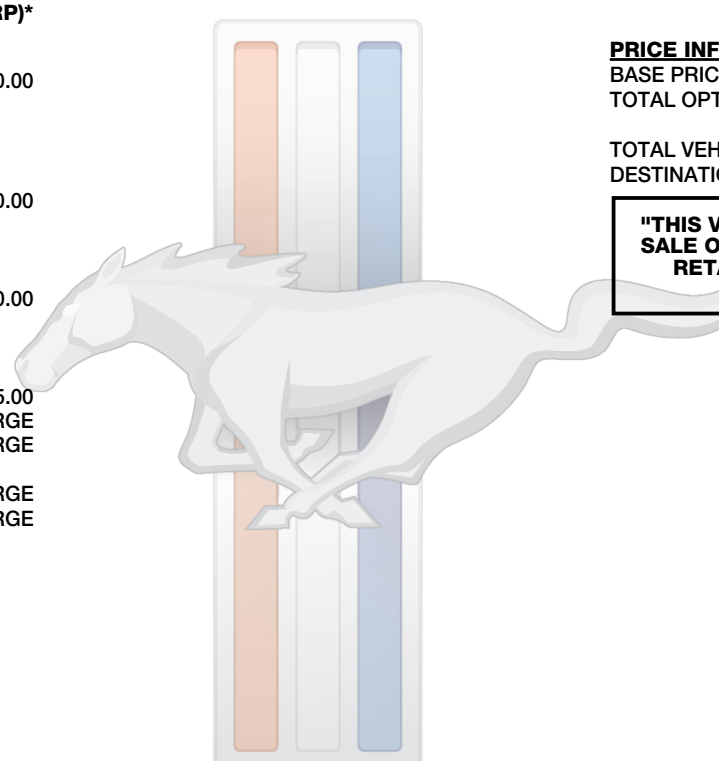 RP)*
0.00
0.00
0.00
5.00
RGE
RGE
RGE
RGE
PRICE INF
BASE PRIC
TOTAL OPT
TOTAL VEH
DESTINATIO
"THIS V
SALE O
RETA